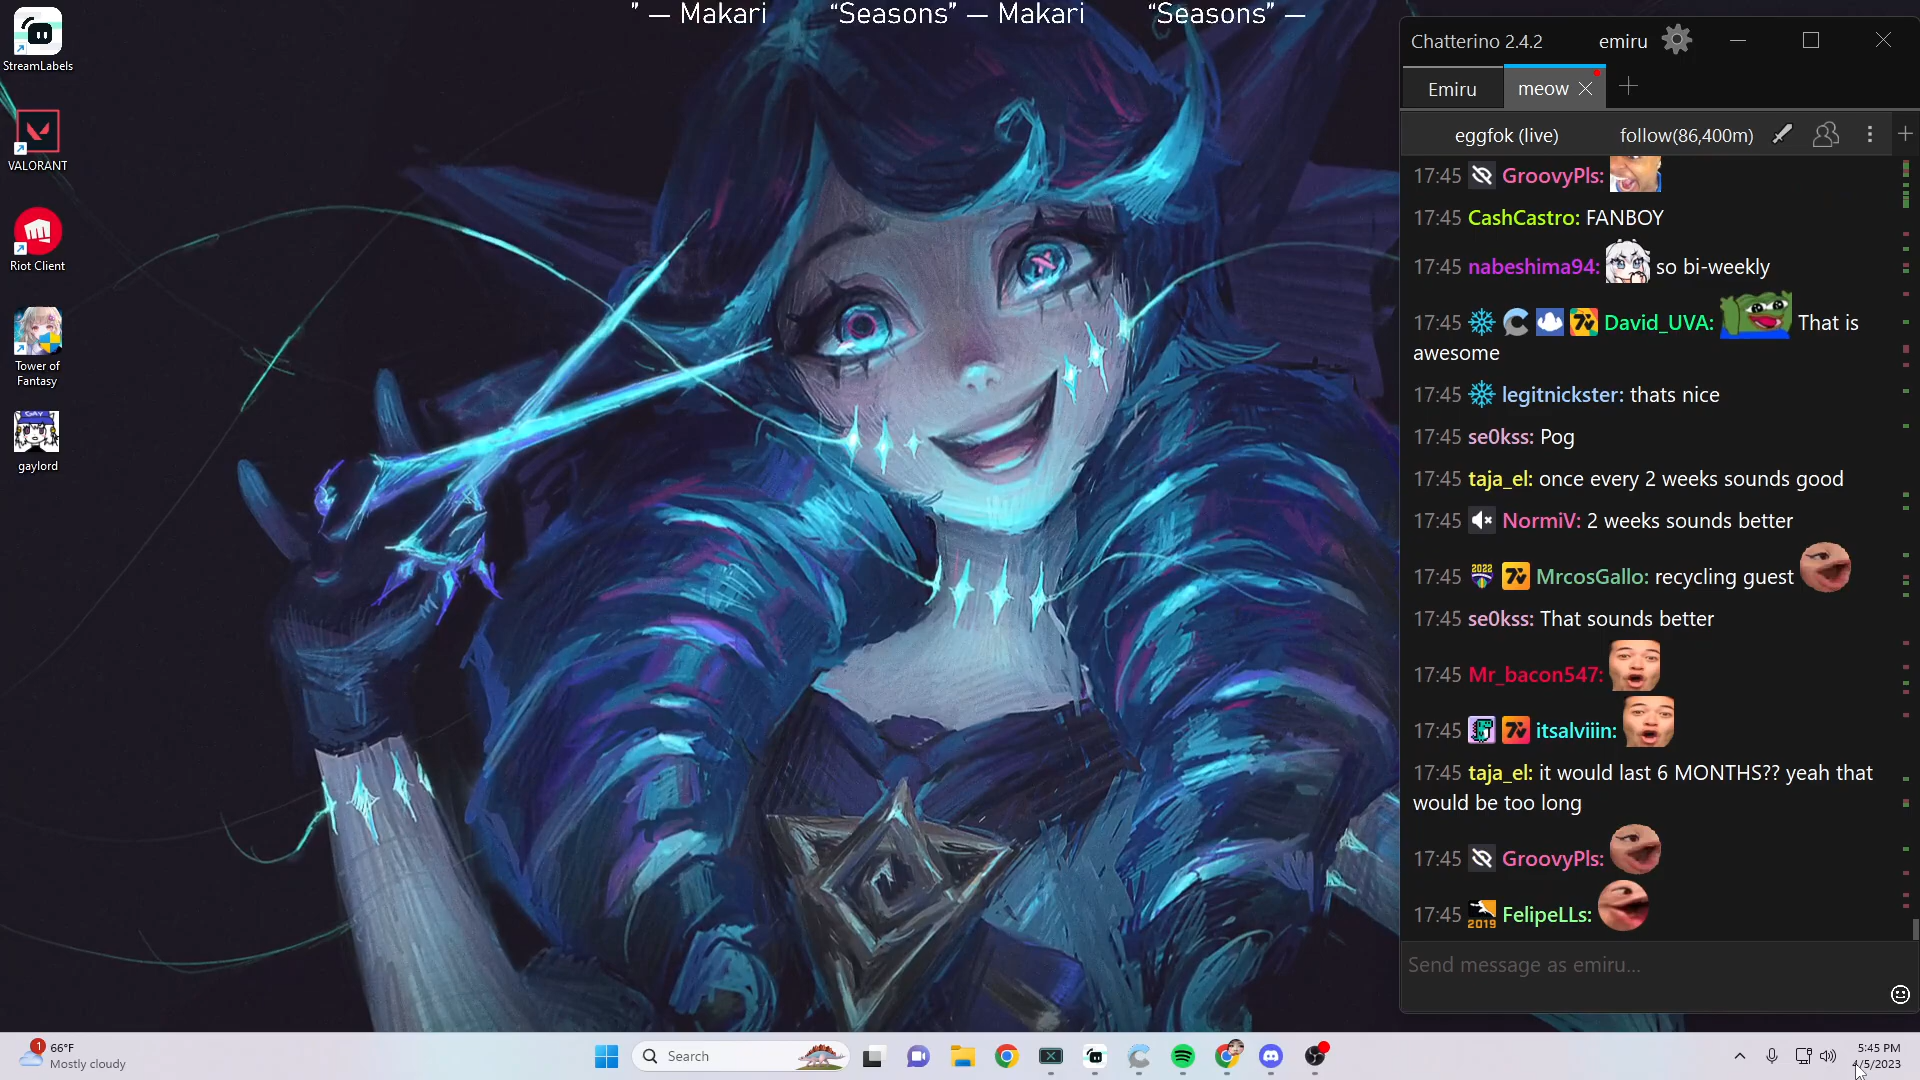 ” — Makari “Seasons” — Makari “Seasons” —
StreamLabels
VALORANT
Riot Client
Tower of
Fantasy
GAY
gaylord
Chatterino 2.4.2 emiru
Emiru meow
eggfok (live) follow(86,400m)
17:45 GroovyPls:
17:45 CashCastro: FANBOY
17:45 nabeshima94: so bi-weekly
17:45 David_UVA: That is
awesome
17:45 legitnickster: thats nice
17:45 se0kss: Pog
17:45 taja_el: once every 2 weeks sounds good
17:45 NormiV: 2 weeks sounds better
17:45 2022 MrcosGallo: recycling guest
17:45 se0kss: That sounds better
17:45 Mr_bacon547:
17:45 itsalviiin:
17:45 taja_el: it would last 6 MONTHS?? yeah that
would be too long
17:45 GroovyPls:
17:45 2019 FelipeLLs:
Send message as emiru...
1 66°F
Mostly cloudy
Search
5:45 PM
4/5/2023